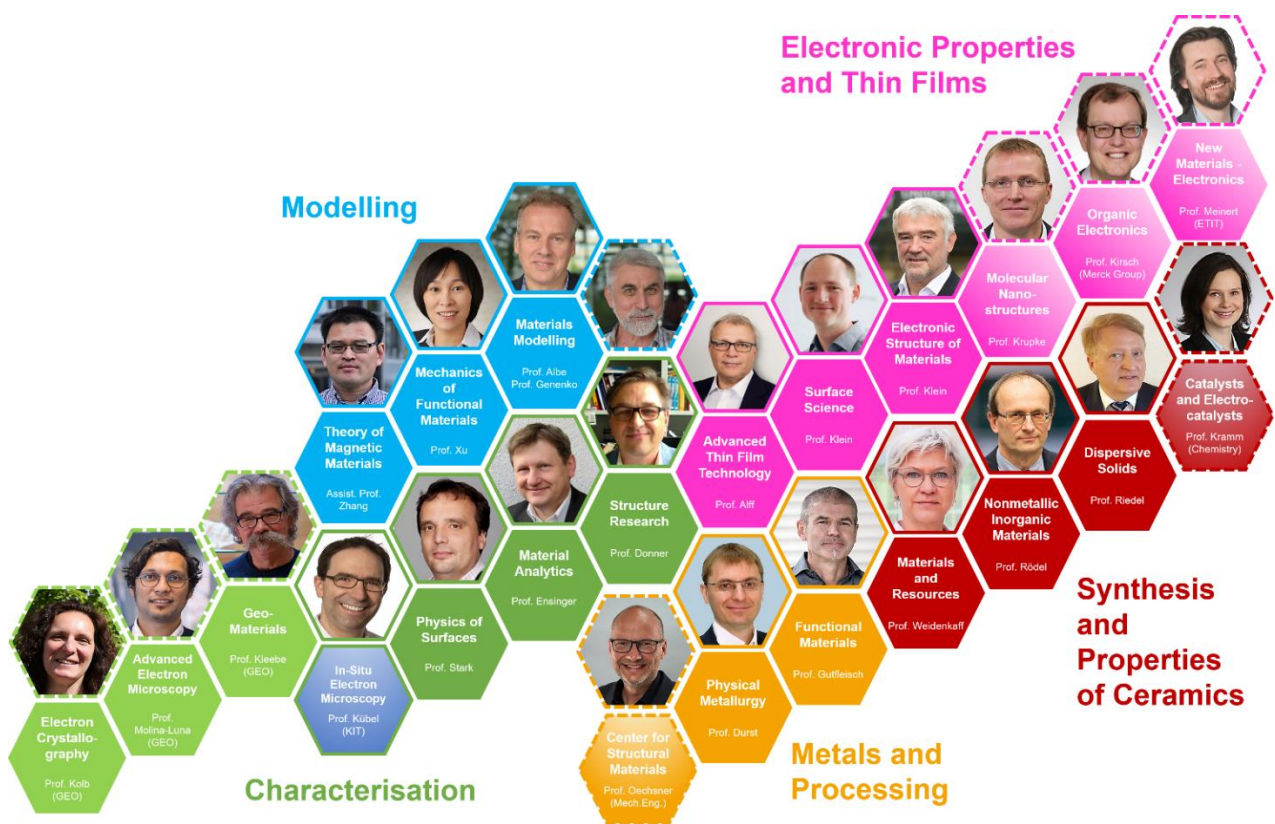 Electronic Properties
and Thin Films
New
Materials -
Electronics
Prof. Meinert
(ETIT)
Organic
Electronics
Prof. Kirsch
(Merck Group)
Molecular
Nano-
structures
Prof. Krupke
Electronic
Structure of
Materials
Prof. Klein
Surface
Science
Prof. Klein
Advanced
Thin Film
Technology
Prof. Alff
Modelling
Materials
Modelling
Prof. Albe
Prof. Genenko
Mechanics
of
Functional
Materials
Prof. Xu
Theory of
Magnetic
Materials
Assist. Prof.
Zhang
Structure
Research
Prof. Donner
Material
Analytics
Prof. Ensinger
Physics of
Surfaces
Prof. Stark
In-Situ
Electron
Microscopy
Prof. Kübel
(KIT)
Geo-
Materials
Prof. Kleebe
(GEO)
Advanced
Electron
Microscopy
Prof.
Molina-Luna
(GEO)
Electron
Crystallo-
graphy
Prof. Kolb
(GEO)
Characterisation
Catalysts
and Electro-
catalysts
Prof. Kramm
(Chemistry)
Dispersive
Solids
Prof. Riedel
Nonmetallic
Inorganic
Materials
Prof. Rödel
Materials
and
Resources
Prof. Weidenkaff
Synthesis
and
Properties
of Ceramics
Functional
Materials
Prof. Gutfleisch
Physical
Metallurgy
Prof. Durst
Center for
Structural
Materials
Prof. Oechsner
(Mech.Eng.)
Metals and
Processing